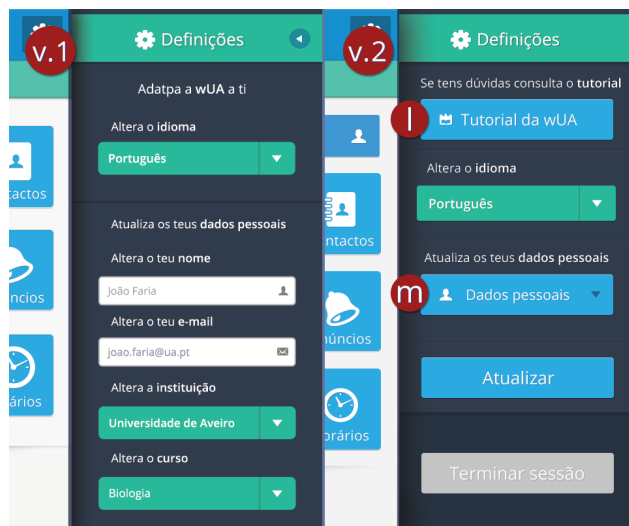 v.1
Definições
Adatpa a wUA a ti
Altera o idioma
Português
Atualiza os teus dados pessoais
Altera o teu nome
João Faria
Altera o teu e-mail
joao.faria@ua.pt
Altera a instituição
Universidade de Aveiro
Altera o curso
Biologia
tactos
ncios
ários
v.2
Definições
Se tens dúvidas consulta o tutorial
l
Tutorial da wUA
Altera o idioma
Português
Atualiza os teus dados pessoais
m
Dados pessoais
Atualizar
Terminar sessão
ntactos
núncios
orários